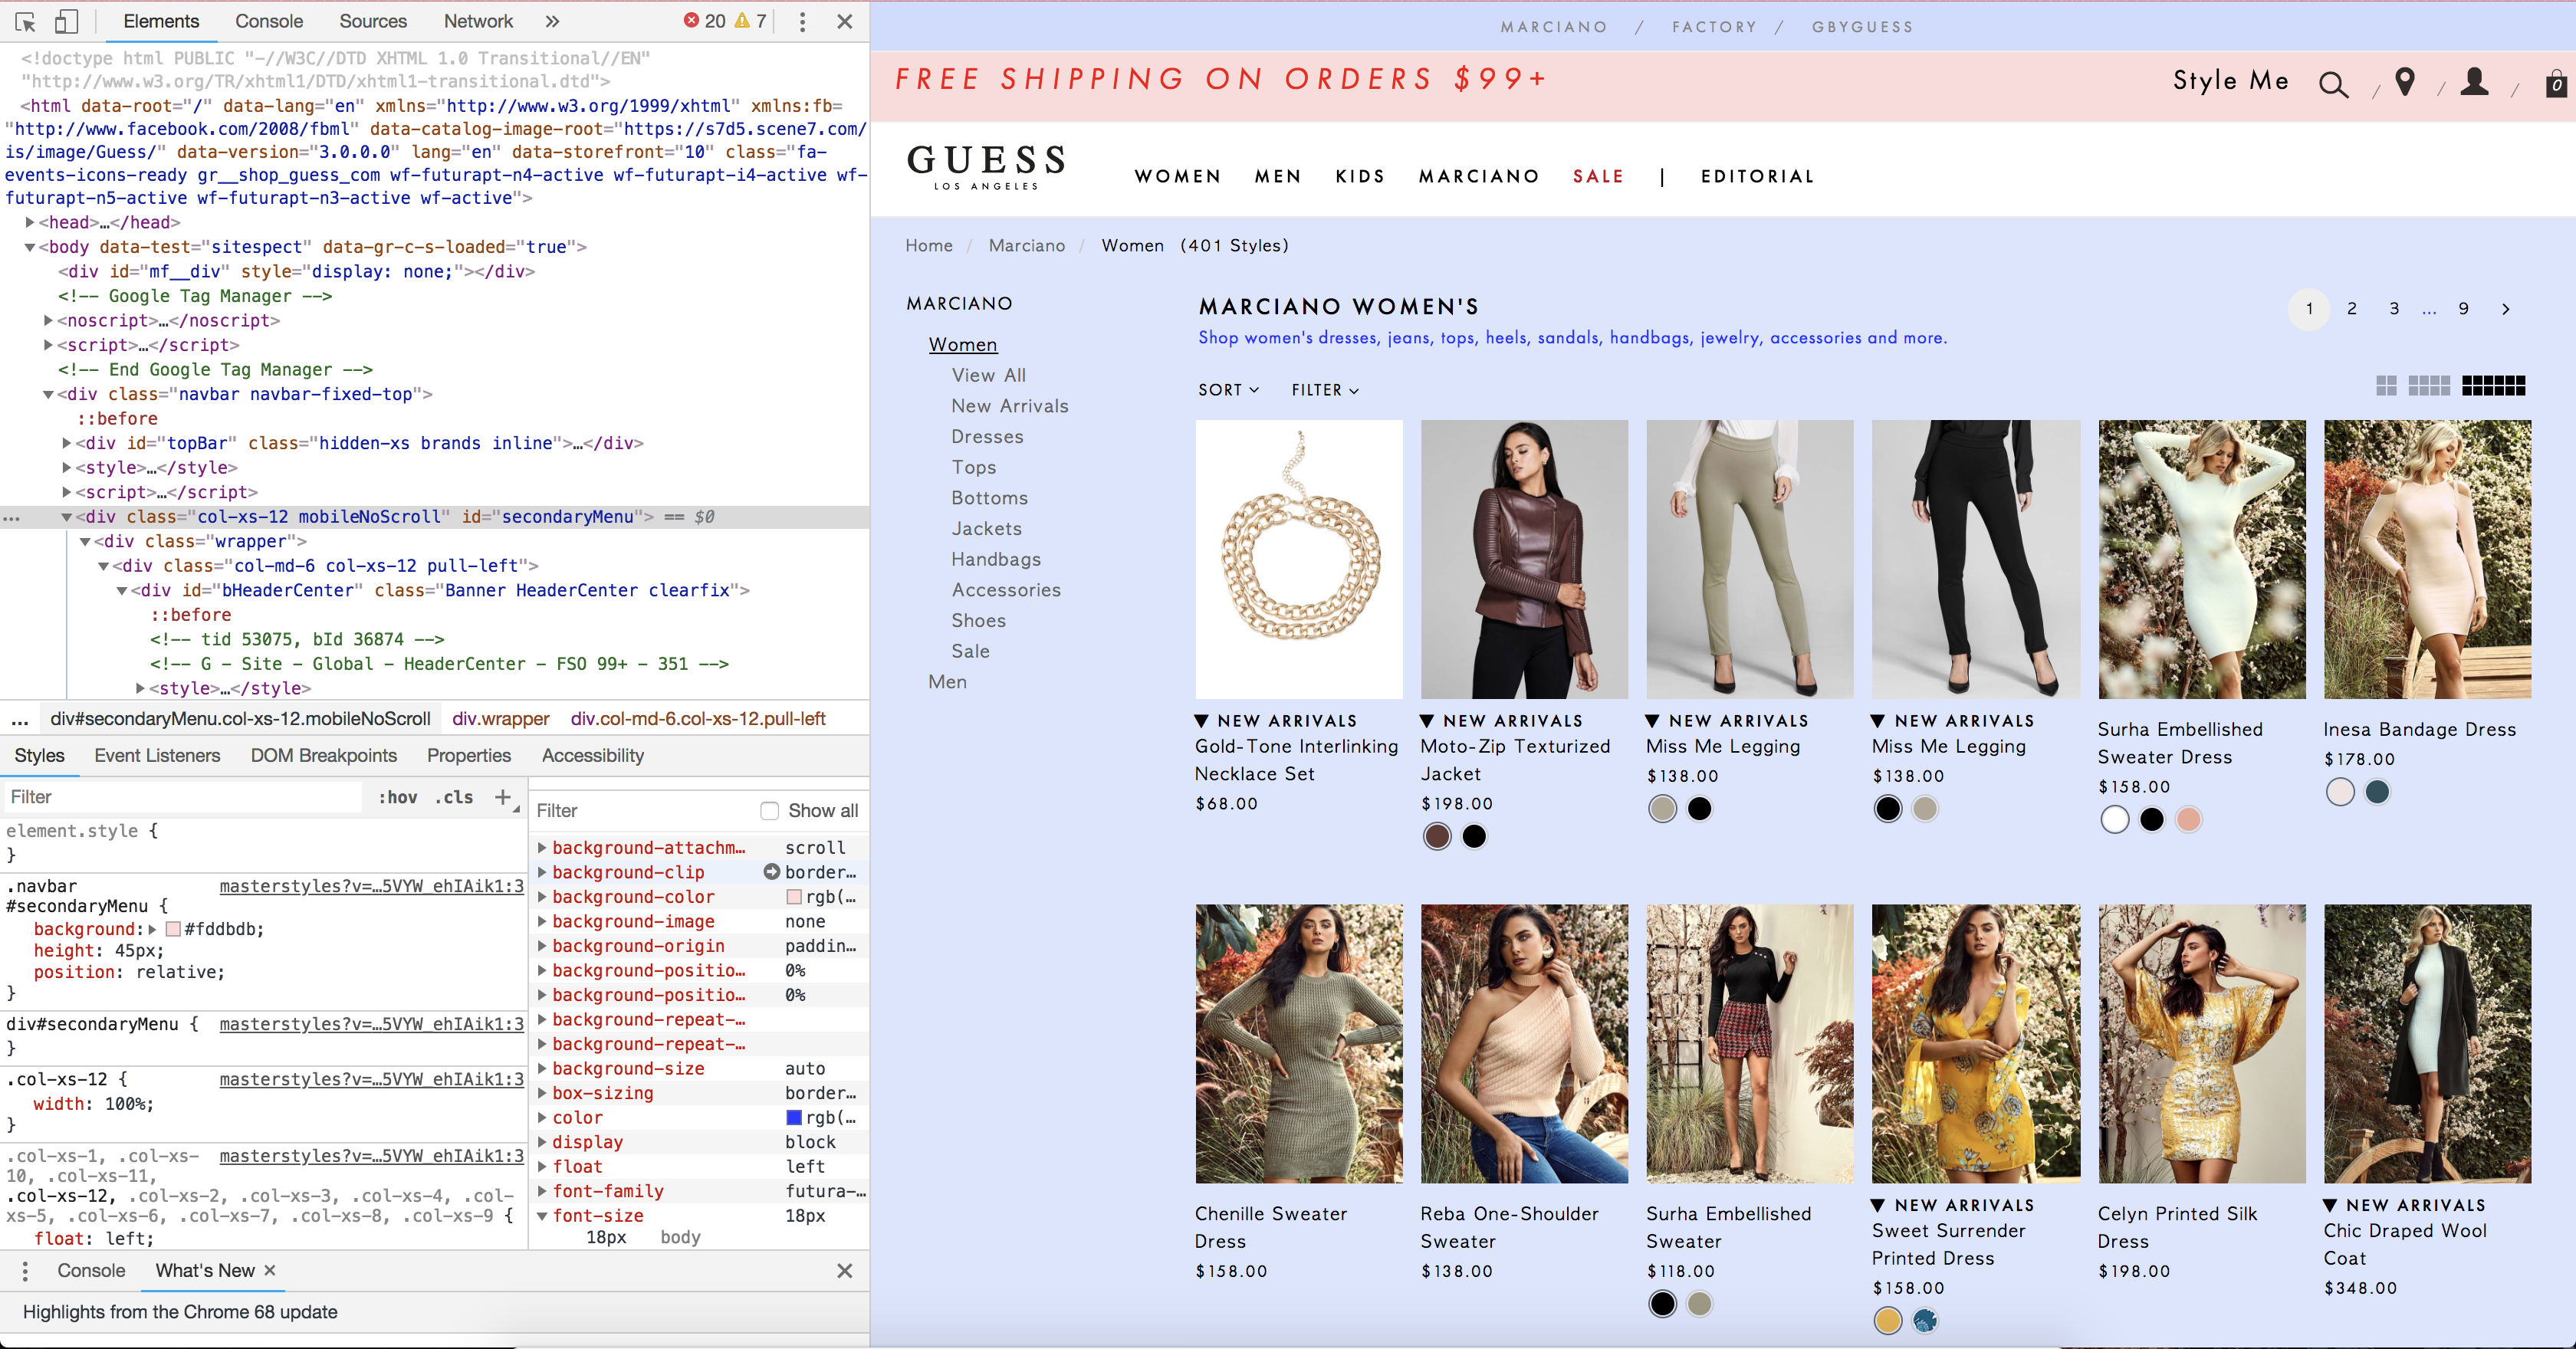 Elements Console Sources Network » 20 7
<!doctype html PUBLIC "-//W3C//DTD XHTML 1.0 Transitional//EN"
"http://www.w3.org/TR/xhtml1/DTD/xhtml1-transitional.dtd">
<html data-root="/" data-lang="en" xmlns="http://www.w3.org/1999/xhtml" xmlns:fb=
"http://www.facebook.com/2008/fbml" data-catalog-image-root="https://s7d5.scene7.com/
is/image/Guess/" data-version="3.0.0.0" lang="en" data-storefront="10" class="fa-
events-icons-ready gr__shop_guess_com wf-futurapt-n4-active wf-futurapt-i4-active wf-
futurapt-n5-active wf-futurapt-n3-active wf-active">
<head>…</head>
<body data-test="sitespect" data-gr-c-s-loaded="true">
<div id="mf__div" style="display: none;"></div>
<!-- Google Tag Manager -->
<noscript>…</noscript>
<script>…</script>
<!-- End Google Tag Manager -->
<div class="navbar navbar-fixed-top">
::before
<div id="topBar" class="hidden-xs brands inline">…</div>
<style>…</style>
<script>…</script>
… <div class="col-xs-12 mobileNoScroll" id="secondaryMenu"> == $0
<div class="wrapper">
<div class="col-md-6 col-xs-12 pull-left">
<div id="bHeaderCenter" class="Banner HeaderCenter clearfix">
::before
<!-- tid 53075, bId 36874 -->
<!-- G - Site - Global - HeaderCenter - FSO 99+ - 351 -->
<style>…</style>
… div#secondaryMenu.col-xs-12.mobileNoScroll div.wrapper div.col-md-6.col-xs-12.pull-left
Styles Event Listeners DOM Breakpoints Properties Accessibility
Filter :hov .cls +
element.style {
}
.navbar masterstyles?v=…5VYW_ehIAik1:3
#secondaryMenu {
background: #fddbdb;
height: 45px;
position: relative;
}
div#secondaryMenu { masterstyles?v=…5VYW_ehIAik1:3
}
.col-xs-12 { masterstyles?v=…5VYW_ehIAik1:3
width: 100%;
}
.col-xs-1, .col-xs- masterstyles?v=…5VYW_ehIAik1:3
10, .col-xs-11,
.col-xs-12, .col-xs-2, .col-xs-3, .col-xs-4, .col-
xs-5, .col-xs-6, .col-xs-7, .col-xs-8, .col-xs-9 {
float: left;
Filter Show all
background-attachm… scroll
background-clip border…
background-color rgb(…
background-image none
background-origin paddin…
background-positio… 0%
background-positio… 0%
background-repeat-…
background-repeat-…
background-size auto
box-sizing border…
color rgb(…
display block
float left
font-family futura-…
font-size 18px
18px body
Console What's New ×
Highlights from the Chrome 68 update
MARCIANO / FACTORY / GBYGUESS
FREE SHIPPING ON ORDERS $99+ Style Me / / / 0
GUESS
LOS ANGELES
WOMEN MEN KIDS MARCIANO SALE | EDITORIAL
Home / Marciano / Women (401 Styles)
MARCIANO
Women
View All
New Arrivals
Dresses
Tops
Bottoms
Jackets
Handbags
Accessories
Shoes
Sale
Men
MARCIANO WOMEN'S
Shop women's dresses, jeans, tops, heels, sandals, handbags, jewelry, accessories and more.
1 2 3 ... 9 >
SORT FILTER
▼ NEW ARRIVALS
Gold-Tone Interlinking
Necklace Set
$68.00
▼ NEW ARRIVALS
Moto-Zip Texturized
Jacket
$198.00
▼ NEW ARRIVALS
Miss Me Legging
$138.00
▼ NEW ARRIVALS
Miss Me Legging
$138.00
Surha Embellished
Sweater Dress
$158.00
Inesa Bandage Dress
$178.00
Chenille Sweater
Dress
$158.00
Reba One-Shoulder
Sweater
$138.00
Surha Embellished
Sweater
$118.00
▼ NEW ARRIVALS
Sweet Surrender
Printed Dress
$158.00
Celyn Printed Silk
Dress
$198.00
▼ NEW ARRIVALS
Chic Draped Wool
Coat
$348.00